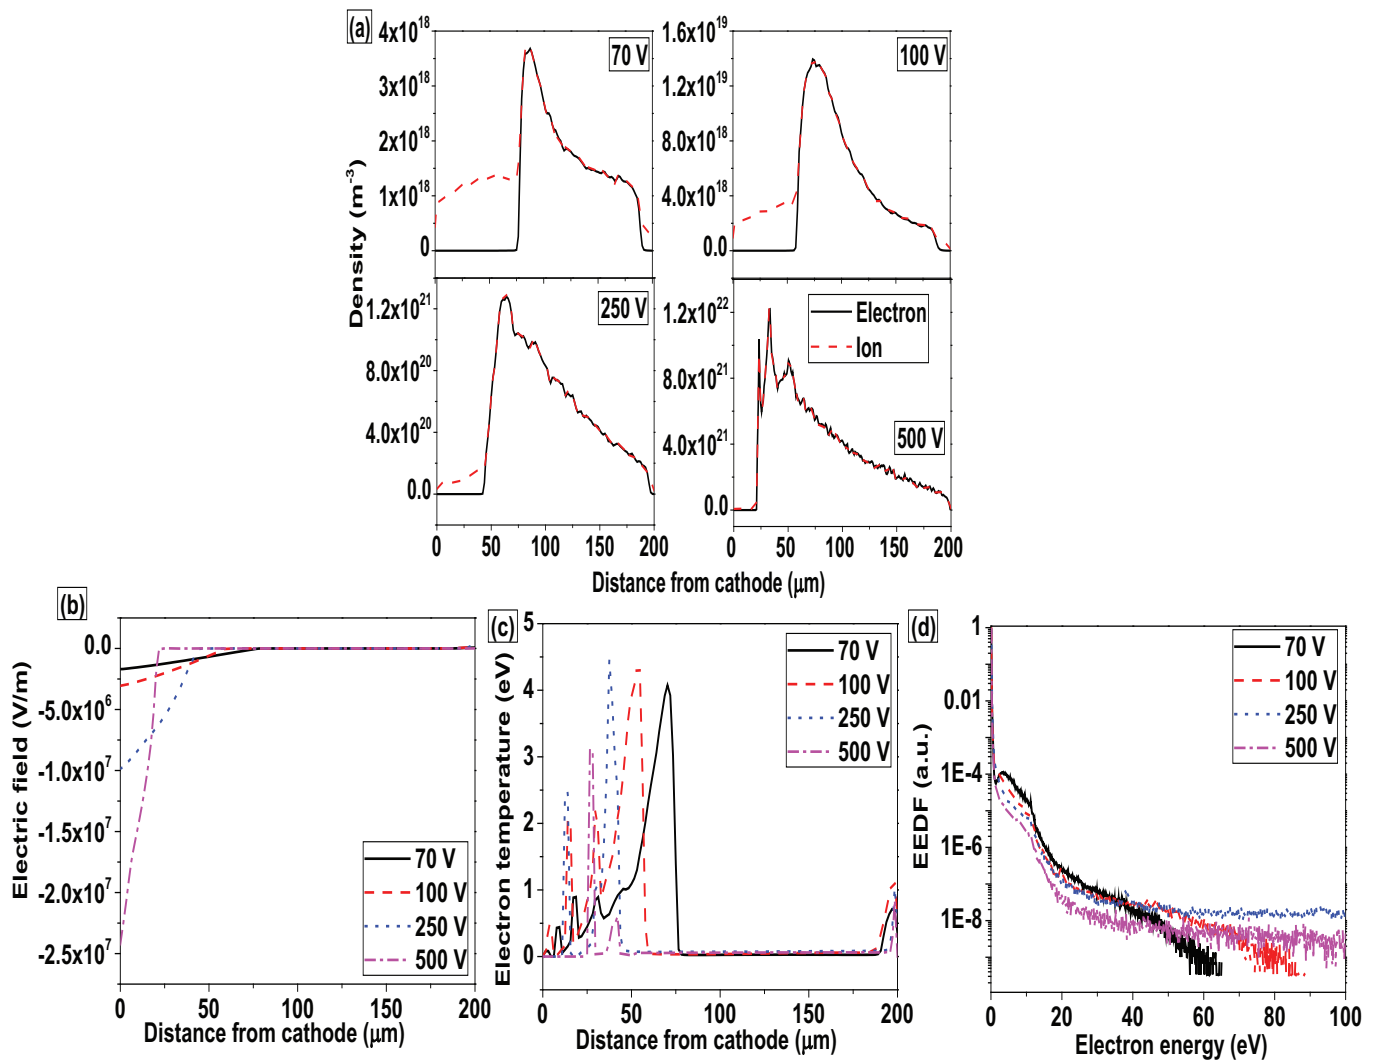 (a)
4x10^18
3x10^18
2x10^18
1x10^18
0
70 V
1.6x10^19
1.2x10^19
8.0x10^18
4.0x10^18
0.0
100 V
Density (m^-3)
1.2x10^21
8.0x10^20
4.0x10^20
0.0
250 V
0 50 100 150 200
1.2x10^22
8.0x10^21
4.0x10^21
0.0
Electron
Ion
500 V
0 50 100 150 200
Distance from cathode (μm)
(b)
Electric field (V/m)
0.0
-5.0x10^6
-1.0x10^7
-1.5x10^7
-2.0x10^7
-2.5x10^7
70 V
100 V
250 V
500 V
0 50 100 150 200
Distance from cathode (μm)
(c)
Electron temperature (eV)
5
4
3
2
1
0
70 V
100 V
250 V
500 V
0 50 100 150 200
Distance from cathode (μm)
(d)
EEDF (a.u.)
1
0.01
1E-4
1E-6
1E-8
70 V
100 V
250 V
500 V
0 20 40 60 80 100
Electron energy (eV)